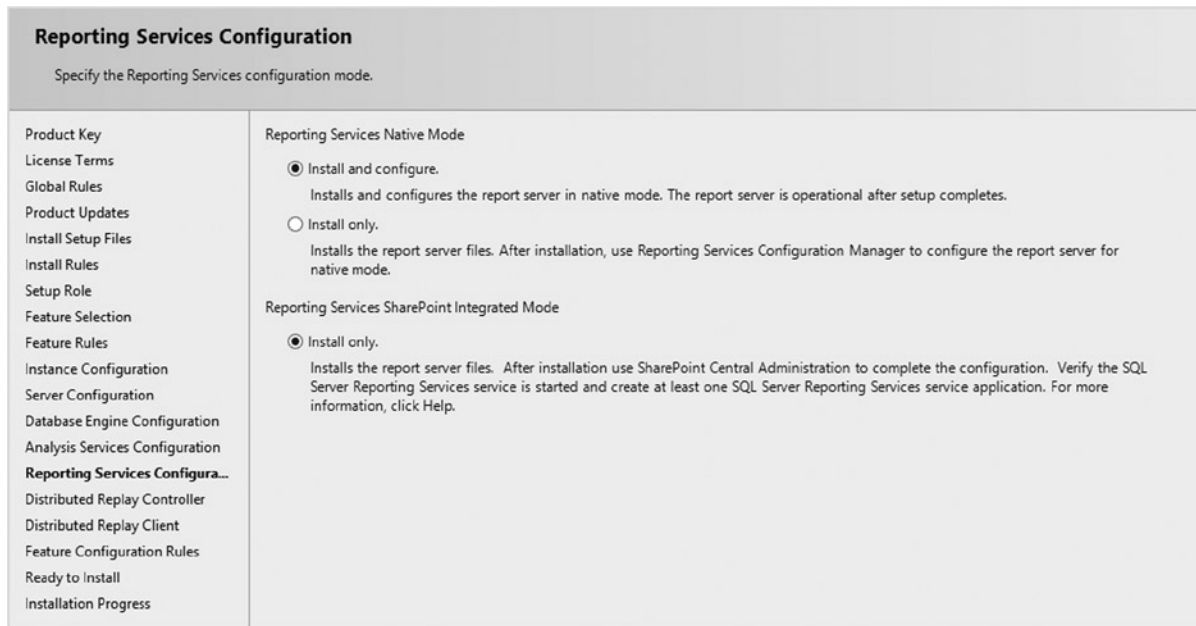 Reporting Services Configuration
Specify the Reporting Services configuration mode.
Product Key
License Terms
Global Rules
Product Updates
Install Setup Files
Install Rules
Setup Role
Feature Selection
Feature Rules
Instance Configuration
Server Configuration
Database Engine Configuration
Analysis Services Configuration
Reporting Services Configura...
Distributed Replay Controller
Distributed Replay Client
Feature Configuration Rules
Ready to Install
Installation Progress
Reporting Services Native Mode
Install and configure.
Installs and configures the report server in native mode. The report server is operational after setup completes.
Install only.
Installs the report server files. After installation, use Reporting Services Configuration Manager to configure the report server for
native mode.
Reporting Services SharePoint Integrated Mode
Install only.
Installs the report server files. After installation use SharePoint Central Administration to complete the configuration. Verify the SQL
Server Reporting Services service is started and create at least one SQL Server Reporting Services service application. For more
information, click Help.